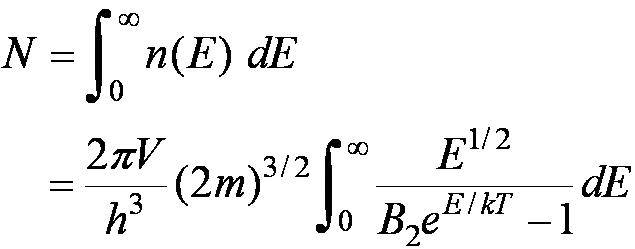 N = ∫₀^∞ n(E) dE
= 2πV/h³ (2m)^{3/2} ∫₀^∞ E^{1/2}/(B₂e^{E/kT} − 1) dE